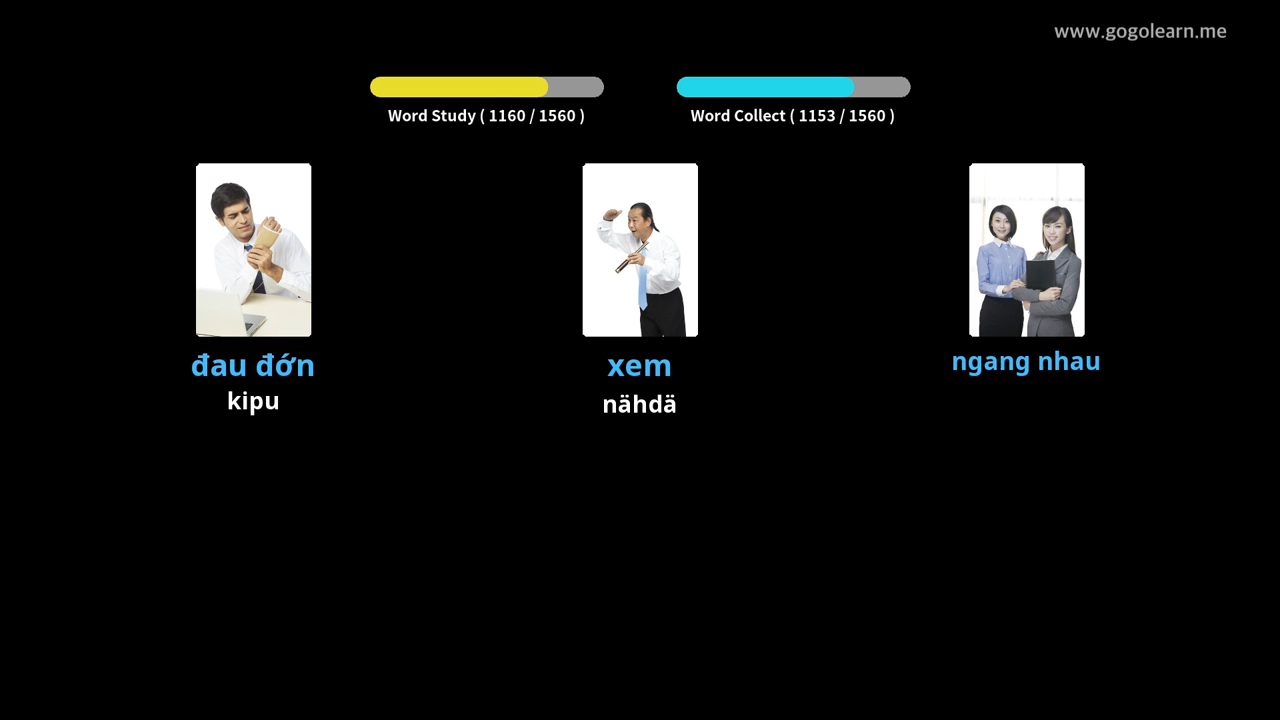 www.gogolearn.me
Word Study ( 1160 / 1560 )
Word Collect ( 1153 / 1560 )
đau đớn
kipu
xem
nähdä
ngang nhau